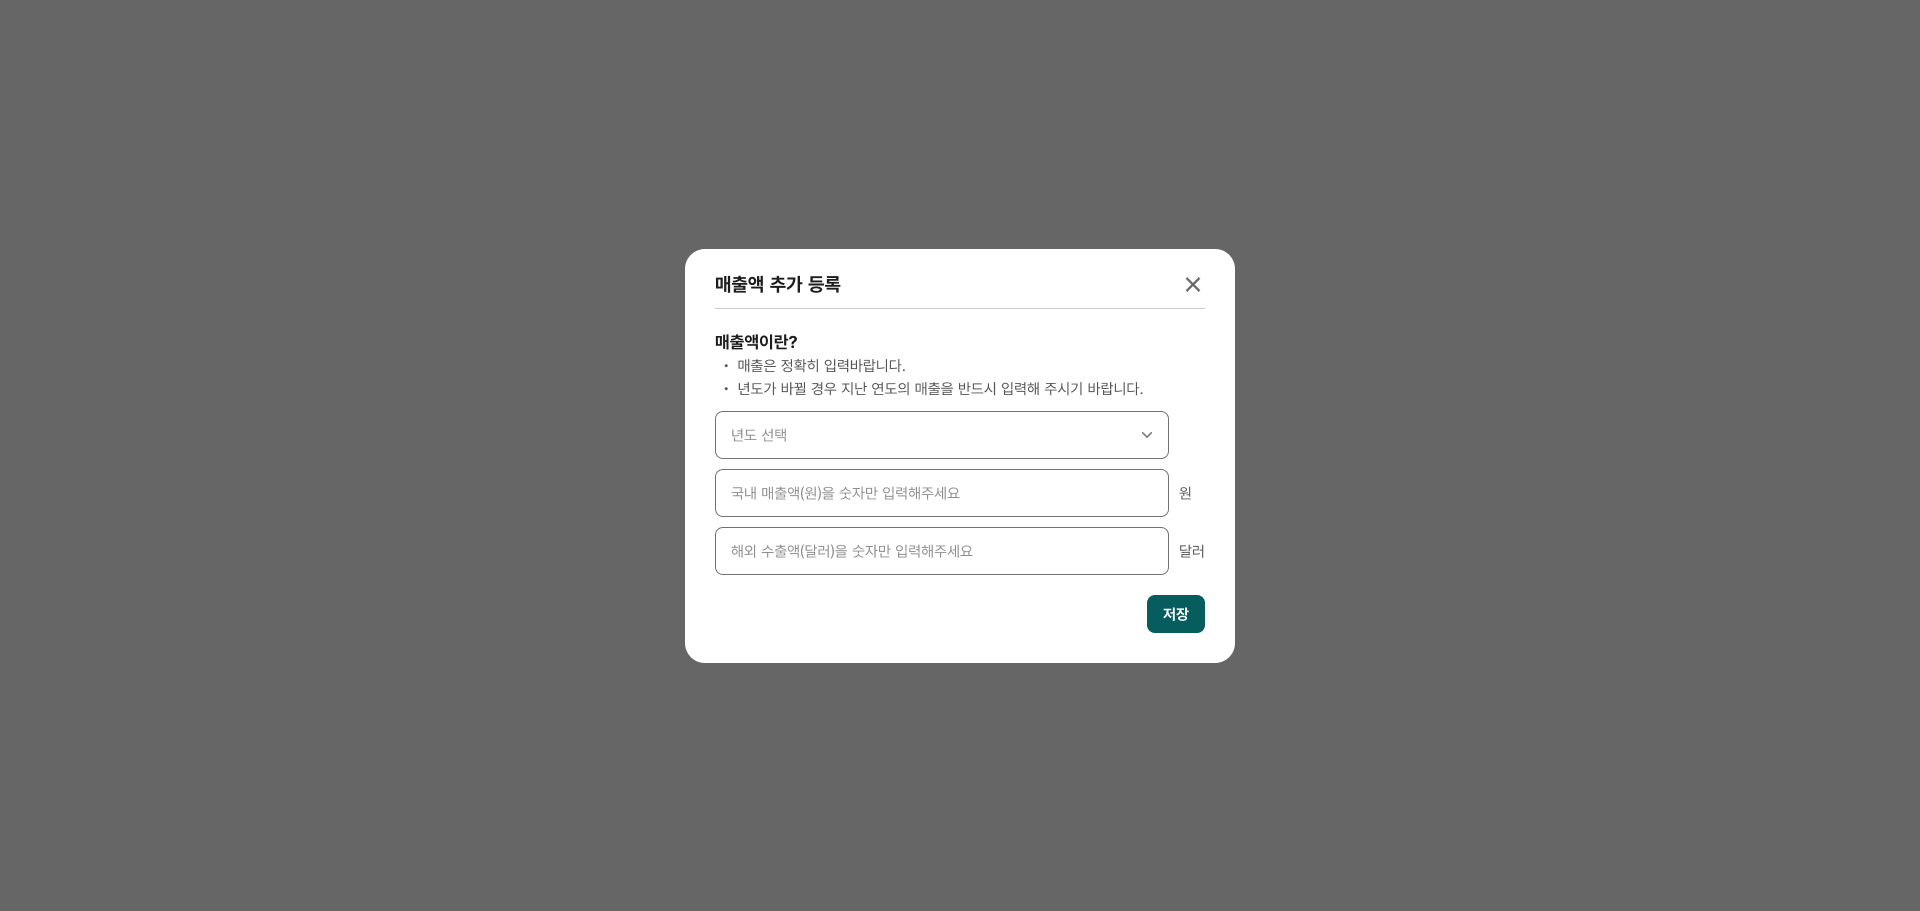 매출액 추가 등록
매출액이란?
• 매출은 정확히 입력바랍니다.
• 년도가 바뀔 경우 지난 연도의 매출을 반드시 입력해 주시기 바랍니다.
년도 선택
국내 매출액(원)을 숫자만 입력해주세요 원
해외 수출액(달러)을 숫자만 입력해주세요 달러
저장